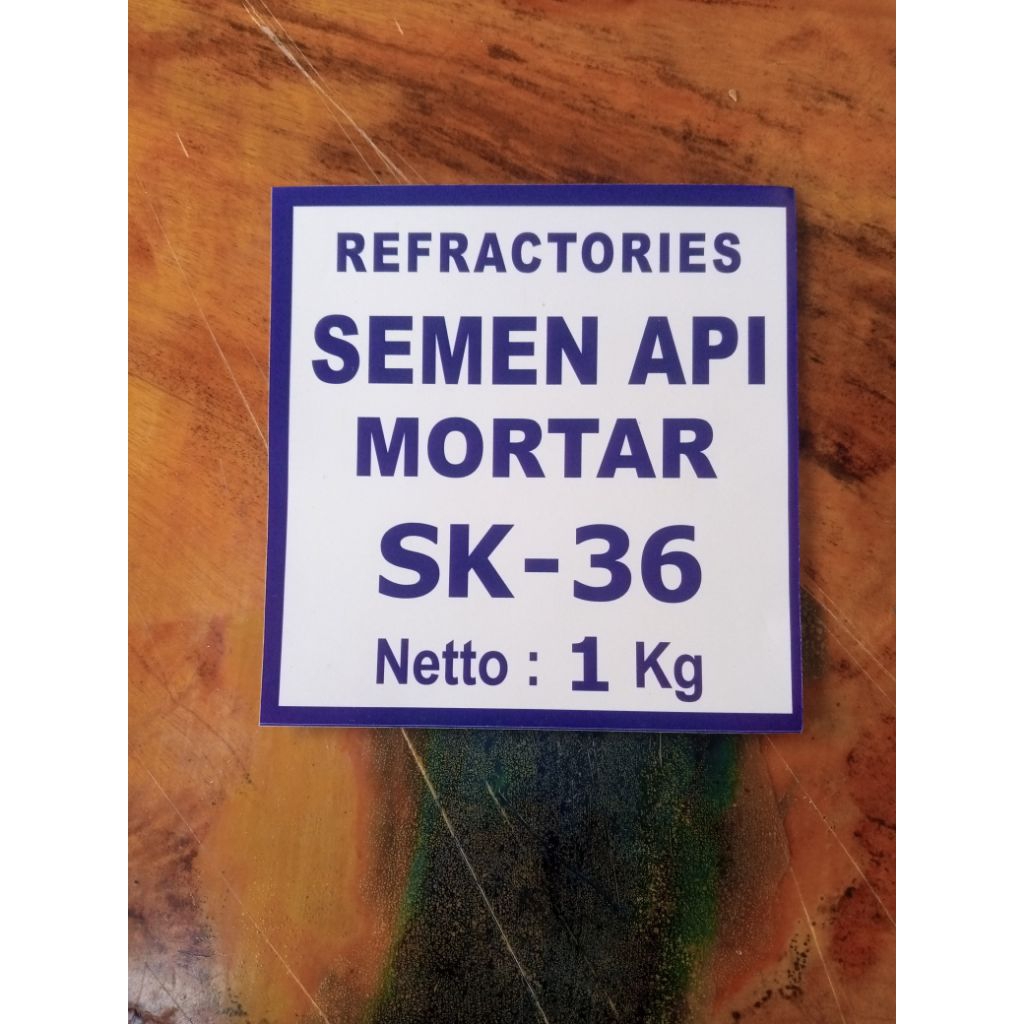 REFRACTORIES
SEMEN API
MORTAR
SK-36
Netto : 1 Kg